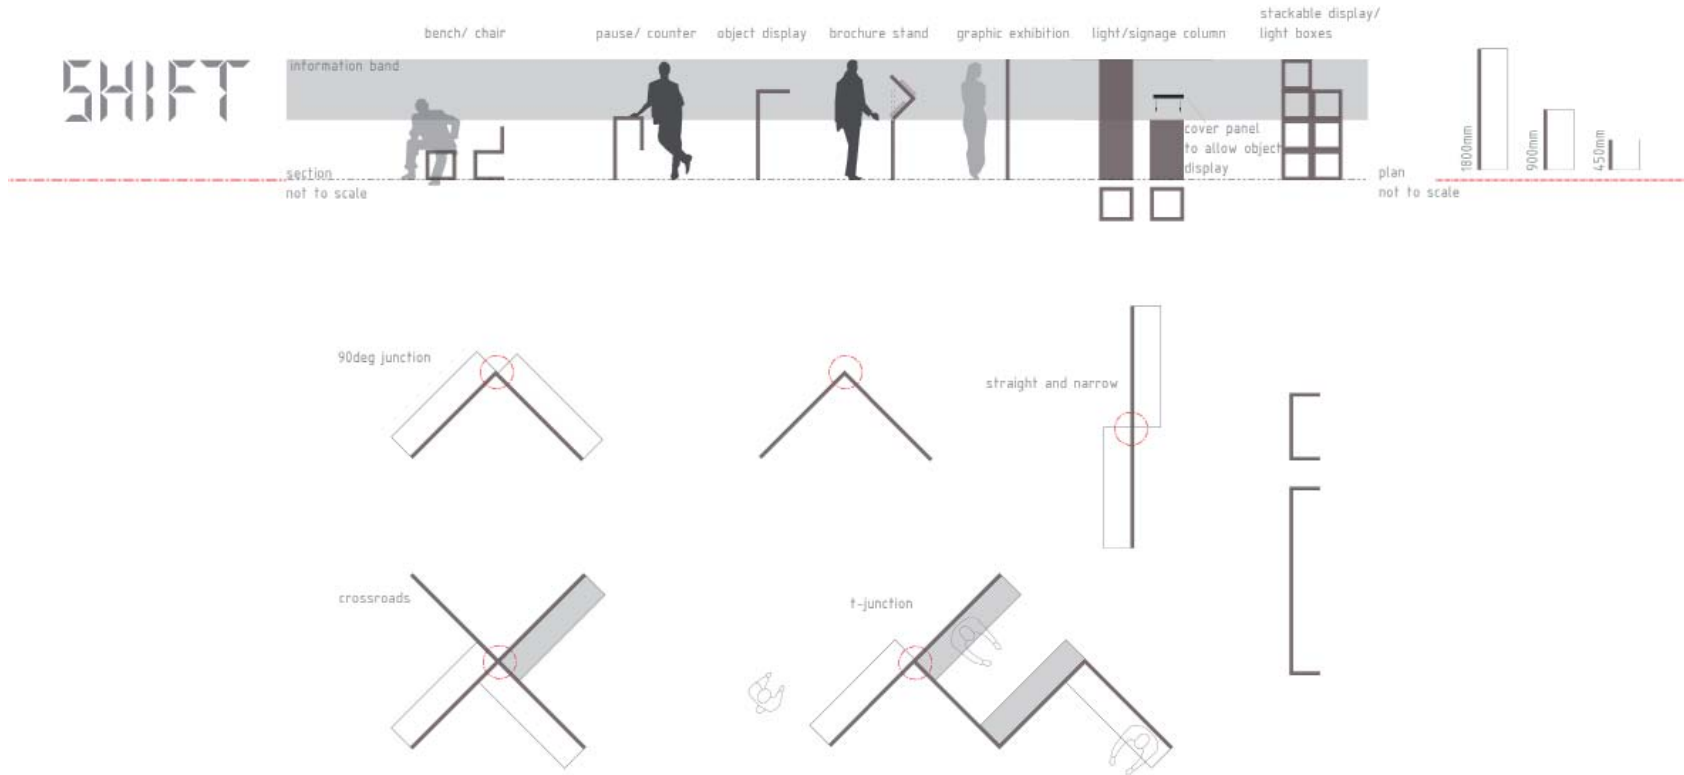 SHIFT
bench/ chair
pause/ counter
object display
brochure stand
graphic exhibition
light/signage column
stackable display/
light boxes
information band
cover panel
to allow object
display
section
not to scale
plan
not to scale
1800mm
900mm
450mm
90deg junction
straight and narrow
crossroads
t-junction